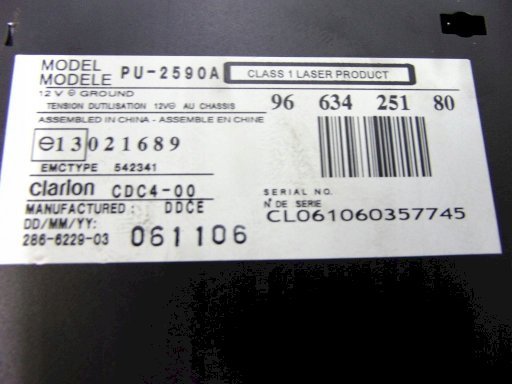 MODEL
MODELE PU-2590A CLASS 1 LASER PRODUCT
12 V ⊖ GROUND
TENSION DUTILISATION 12V⊖ AU CHASSIS
96 634 251 80
ASSEMBLED IN CHINA - ASSEMBLE EN CHINE
e13 021689
EMCTYPE 542341
clarion CDC4-00
MANUFACTURED : DDCE
DD/MM/YY:
286-6229-03 061106
SERIAL NO.
N° DE SERIE
CL061060357745